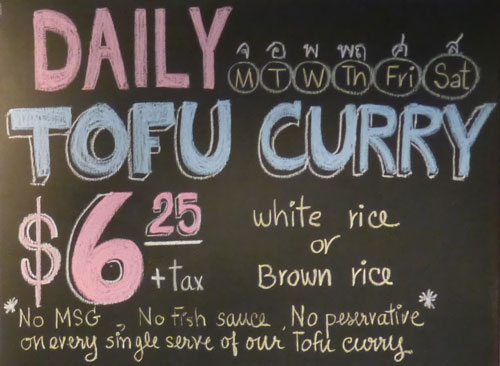 DAILY
จ อ พ พฤ ศ ส
M T W Th Fri Sat
TOFU CURRY
$6.25 + tax
white rice
or
Brown rice
*No MSG, No fish sauce, No peservative*
on every single serve of our Tofu curry